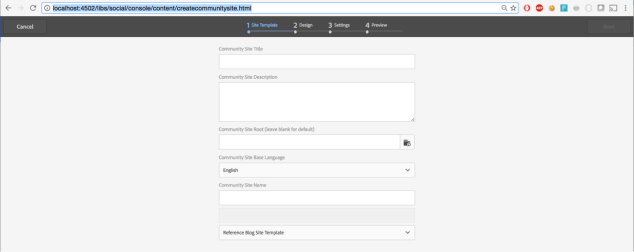 localhost:4502/libs/social/console/content/createcommunitysite.html
Cancel
1 Site Template
2 Design
3 Settings
4 Preview
Community Site Title
Community Site Description
Community Site Root (leave blank for default)
Community Site Base Language
English
Community Site Name
Reference Blog Site Template